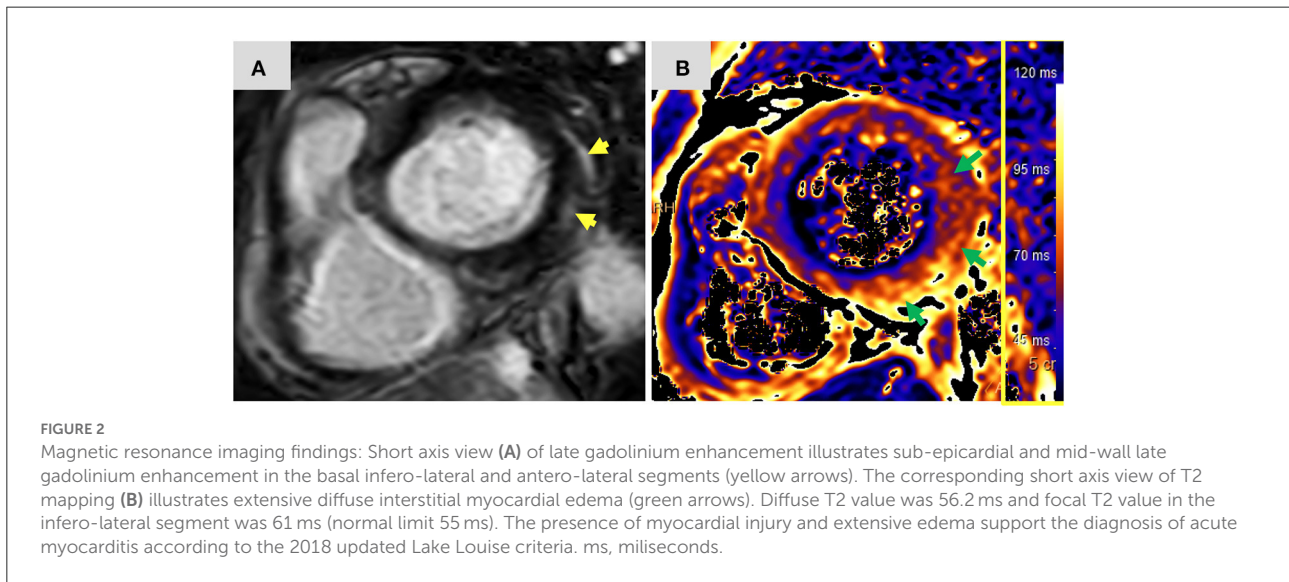 A
B
120 ms
95 ms
RH
70 ms
45 ms
5 cr
FIGURE 2
Magnetic resonance imaging findings: Short axis view (A) of late gadolinium enhancement illustrates sub-epicardial and mid-wall late
gadolinium enhancement in the basal infero-lateral and antero-lateral segments (yellow arrows). The corresponding short axis view of T2
mapping (B) illustrates extensive diffuse interstitial myocardial edema (green arrows). Diffuse T2 value was 56.2 ms and focal T2 value in the
infero-lateral segment was 61 ms (normal limit 55 ms). The presence of myocardial injury and extensive edema support the diagnosis of acute
myocarditis according to the 2018 updated Lake Louise criteria. ms, miliseconds.